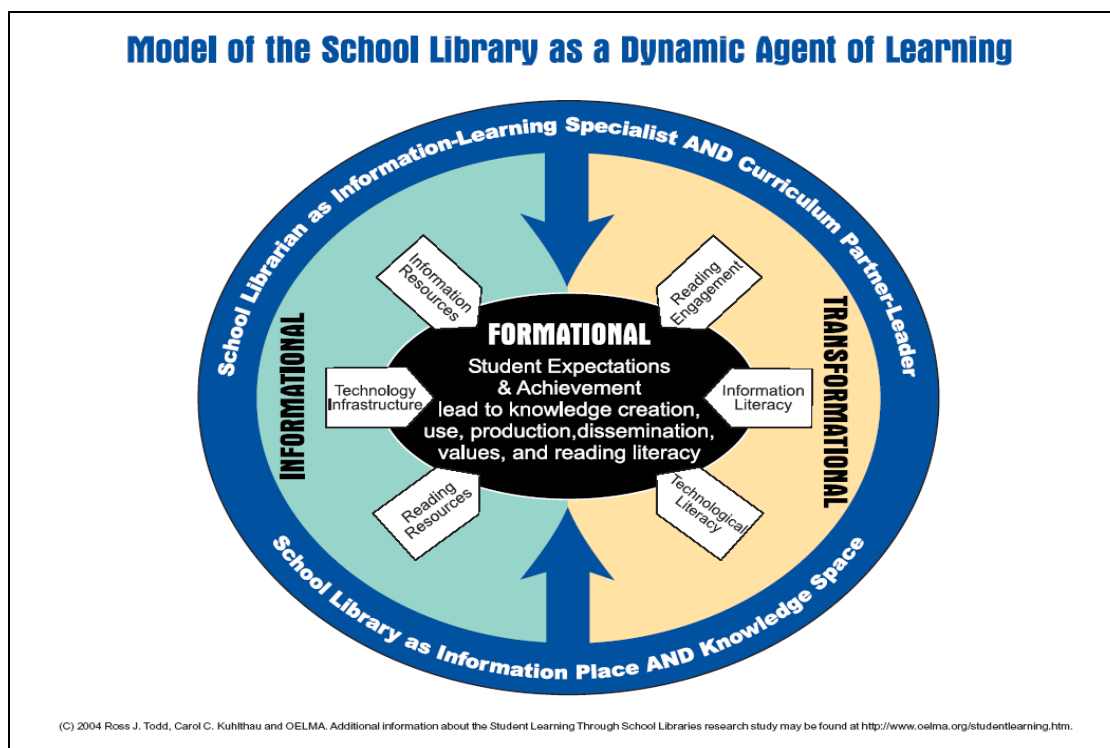 Model of the School Library as a Dynamic Agent of Learning
School Librarian as Information-Learning Specialist AND Curriculum Partner-Leader
INFORMATIONAL
Information
Resources
Technology
Infrastructure
Reading
Resources
FORMATIONAL
Student Expectations
& Achievement
lead to knowledge creation,
use, production,dissemination,
values, and reading literacy
Reading
Engagement
Information
Literacy
Technological
Literacy
TRANSFORMATIONAL
School Library as Information Place AND Knowledge Space
(C) 2004 Ross J. Todd, Carol C. Kuhlthau and OELMA. Additional information about the Student Learning Through School Libraries research study may be found at http://www.oelma.org/studentlearning.htm.